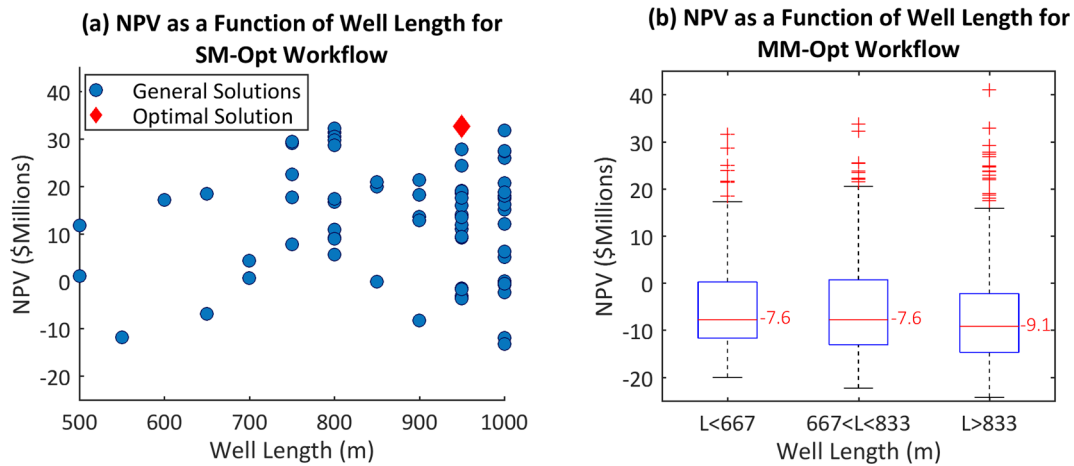 (a) NPV as a Function of Well Length for
SM-Opt Workflow
General Solutions
Optimal Solution
NPV ($Millions)
40
30
20
10
0
-10
-20
500
600
700
800
900
1000
Well Length (m)
(b) NPV as a Function of Well Length for
MM-Opt Workflow
NPV ($Millions)
40
30
20
10
0
-10
-20
-7.6
-7.6
-9.1
L<667
667<L<833
L>833
Well Length (m)